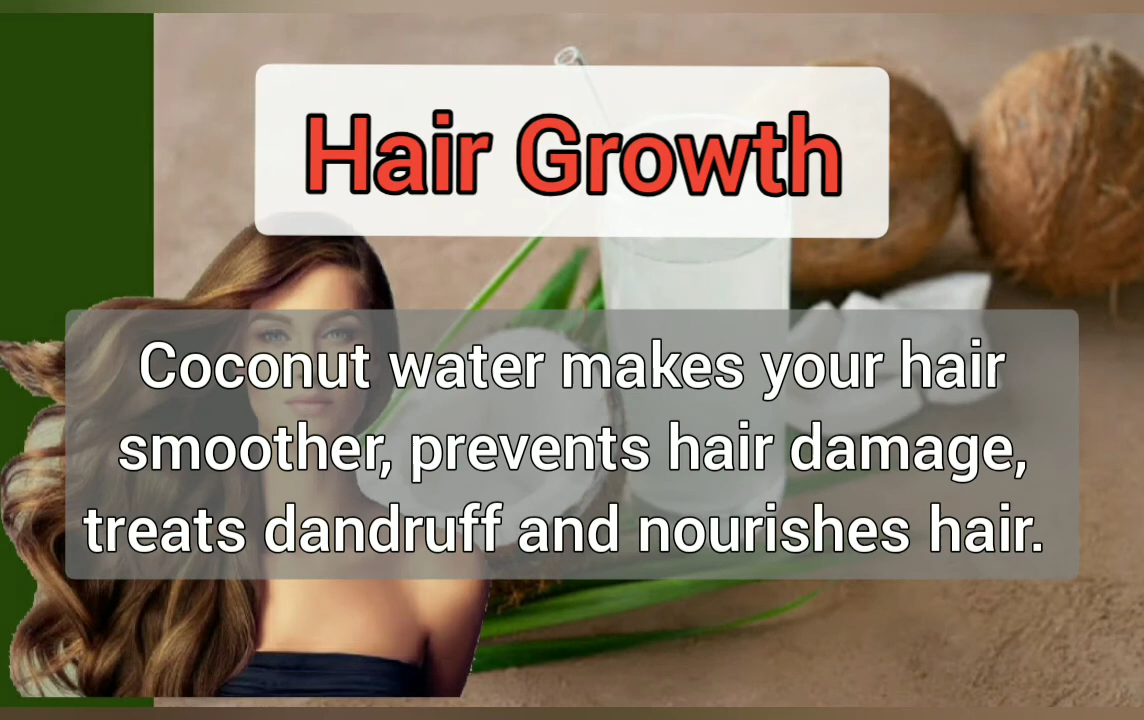 Hair Growth
Coconut water makes your hair
smoother, prevents hair damage,
treats dandruff and nourishes hair.